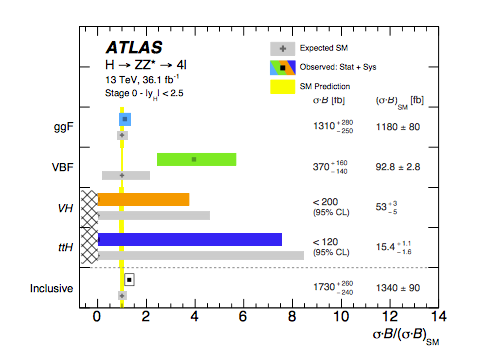 ATLAS
H → ZZ* → 4l
13 TeV, 36.1 fb⁻¹
Stage 0 - |y_H| < 2.5
Expected SM
Observed: Stat + Sys
SM Prediction
σ·B [fb] (σ·B)_SM [fb]
ggF 1310 +280 −250 1180 ± 80
VBF 370 +160 −140 92.8 ± 2.8
VH < 200 (95% CL) 53 +3 −5
ttH < 120 (95% CL) 15.4 +1.1 −1.6
Inclusive 1730 +260 −240 1340 ± 90
0 2 4 6 8 10 12 14
σ·B/(σ·B)_SM